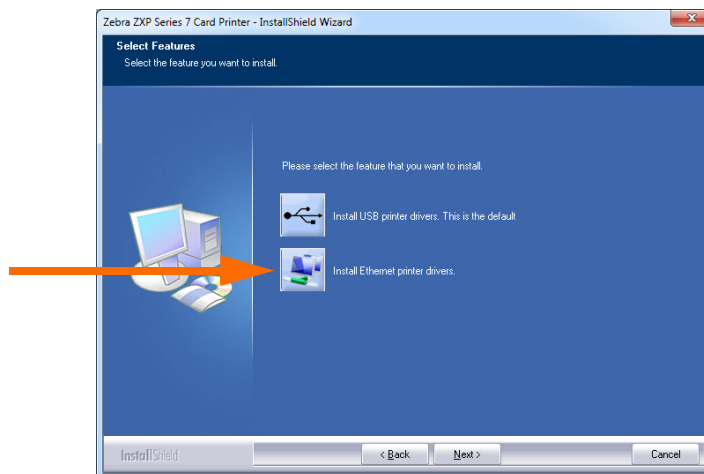 Zebra ZXP Series 7 Card Printer - InstallShield Wizard
Select Features
Select the feature you want to install.
Please select the feature that you want to install.
Install USB printer drivers. This is the default
Install Ethernet printer drivers.
InstallShield
< Back Next > Cancel